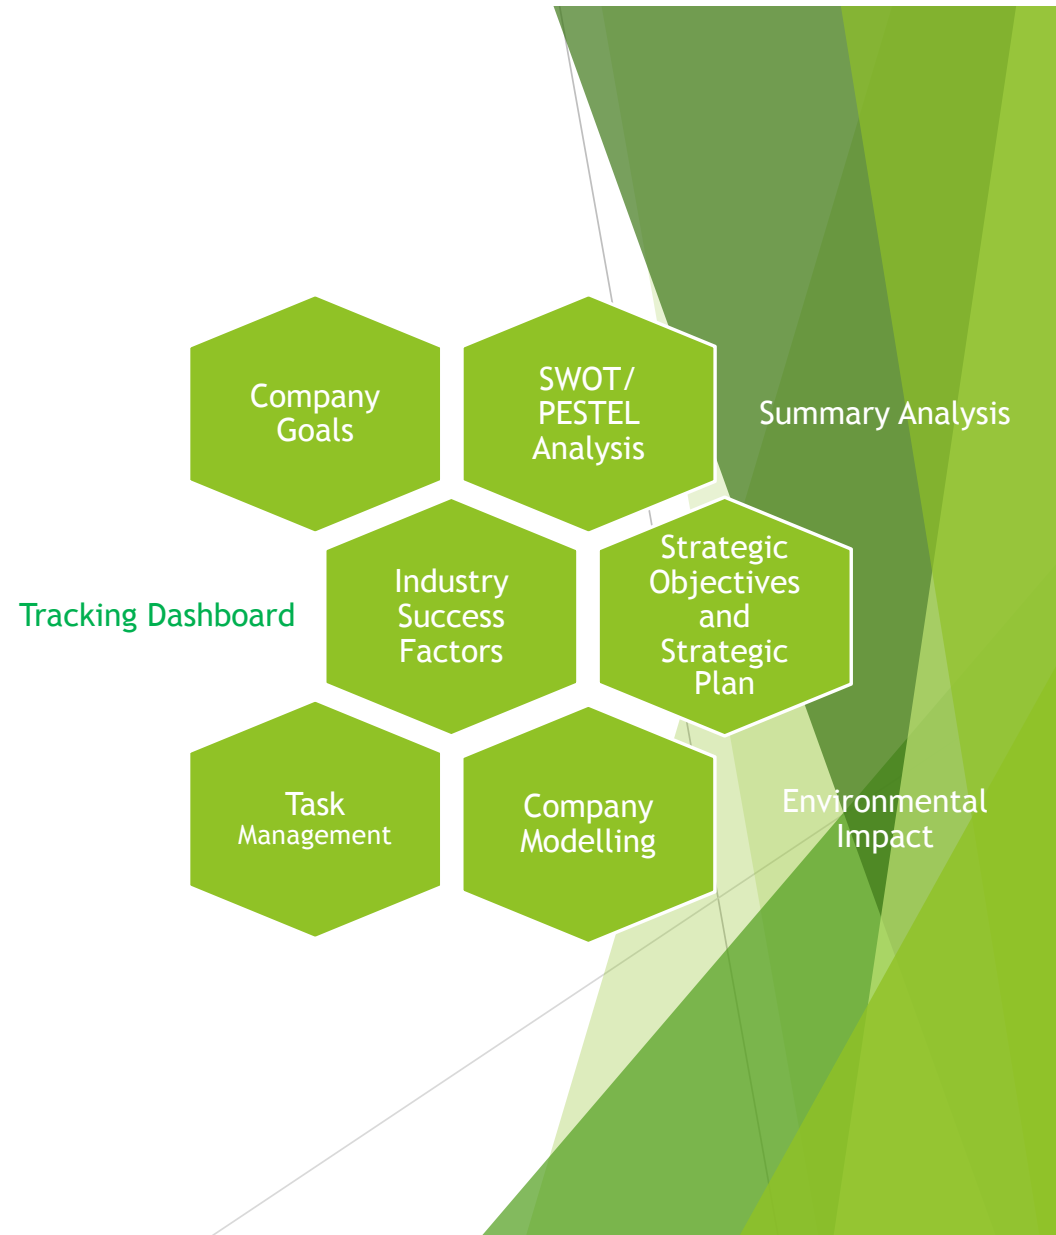 Company
Goals
SWOT/
PESTEL
Analysis
Summary Analysis
Tracking Dashboard
Industry
Success
Factors
Strategic
Objectives
and
Strategic
Plan
Task
Management
Company
Modelling
Environmental
Impact